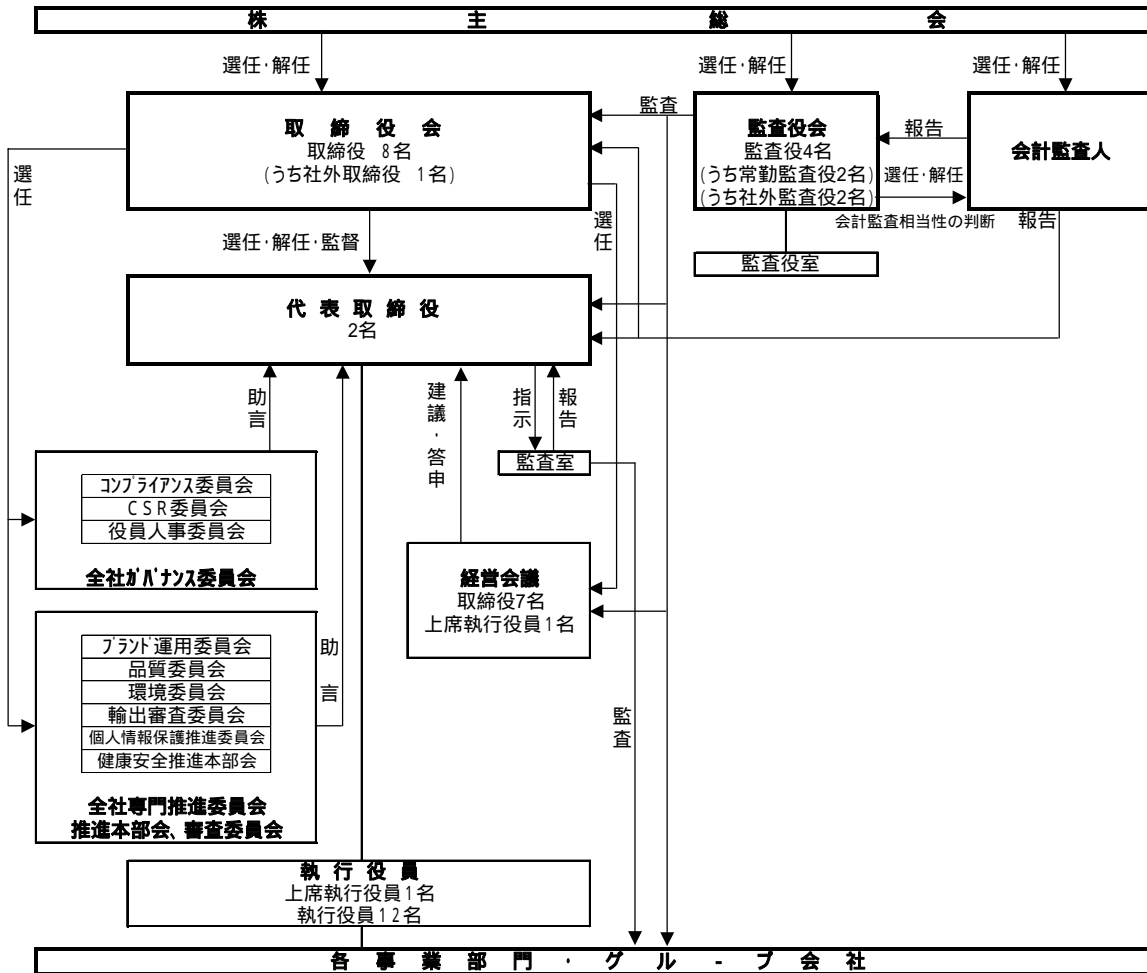 株主総会
選任・解任
選任・解任
選任・解任
取締役会
取締役 8名
(うち社外取締役 1名)
監査
監査役会
監査役4名
(うち常勤監査役2名)
(うち社外監査役2名)
報告
選任・解任
会計監査相当性の判断
会計監査人
報告
選任
選任
選任・解任・監督
監査役室
代表取締役
2名
助言
建議・答申
指示
報告
監査室
コンプライアンス委員会
CSR委員会
役員人事委員会
全社ガバナンス委員会
経営会議
取締役7名
上席執行役員1名
ブランド運用委員会
品質委員会
環境委員会
輸出審査委員会
個人情報保護推進委員会
健康安全推進本部会
全社専門推進委員会
推進本部会、審査委員会
助言
監査
執行役員
上席執行役員1名
執行役員12名
各事業部門・グル-プ会社